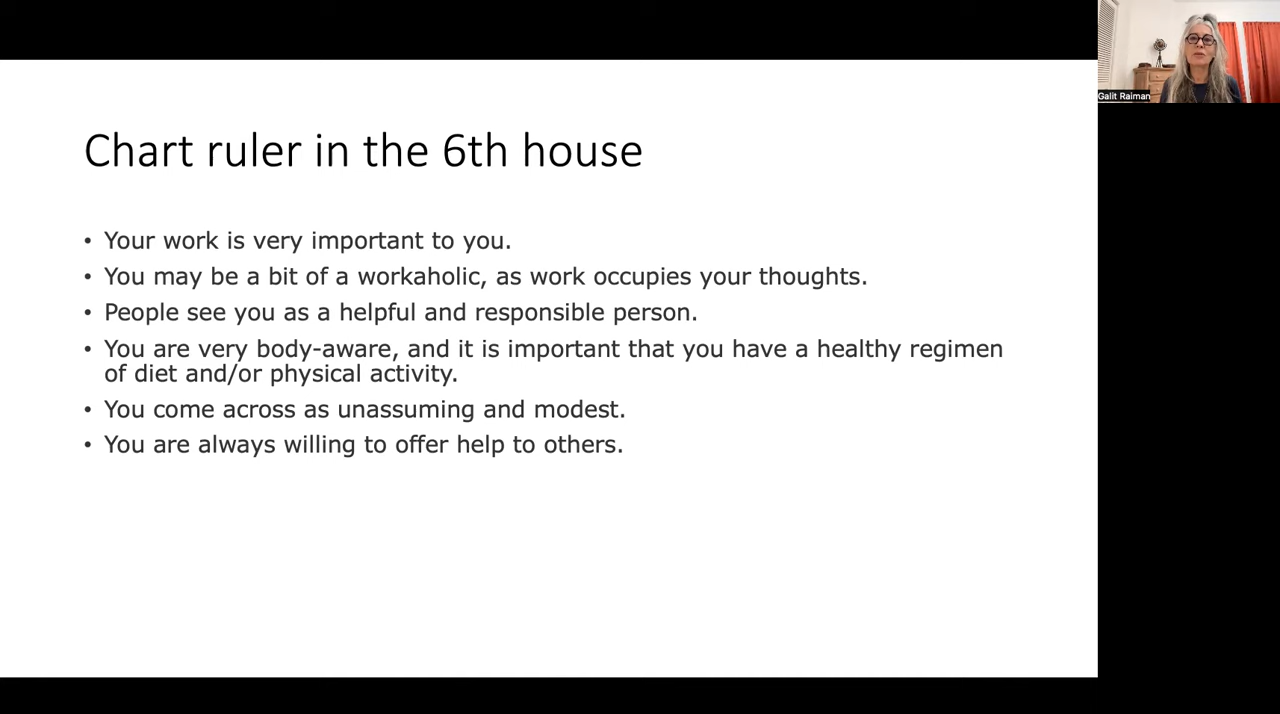 Galit Raiman
Chart ruler in the 6th house
• Your work is very important to you.
• You may be a bit of a workaholic, as work occupies your thoughts.
• People see you as a helpful and responsible person.
• You are very body-aware, and it is important that you have a healthy regimen
of diet and/or physical activity.
• You come across as unassuming and modest.
• You are always willing to offer help to others.